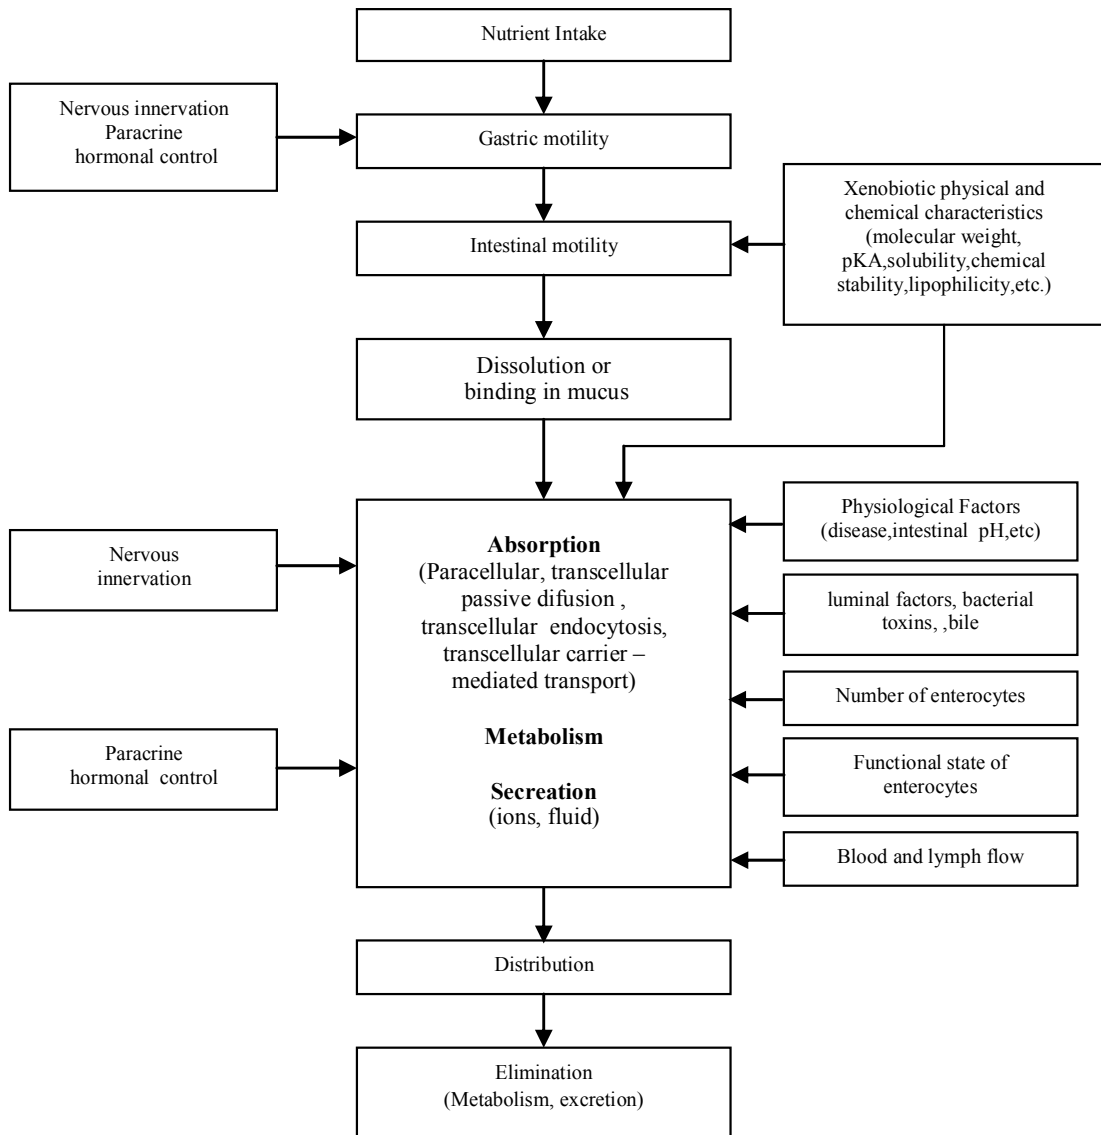 Nutrient Intake
Nervous innervation
Paracrine
hormonal control
Gastric motility
Xenobiotic physical and
chemical characteristics
(molecular weight,
pKA,solubility,chemical
stability,lipophilicity,etc.)
Intestinal motility
Dissolution or
binding in mucus
Physiological Factors
(disease,intestinal pH,etc)
Nervous
innervation
Absorption
(Paracellular, transcellular
passive difusion ,
transcellular endocytosis,
transcellular carrier –
mediated transport)
Metabolism
Secreation
(ions, fluid)
luminal factors, bacterial
toxins, ,bile
Number of enterocytes
Paracrine
hormonal control
Functional state of
enterocytes
Blood and lymph flow
Distribution
Elimination
(Metabolism, excretion)